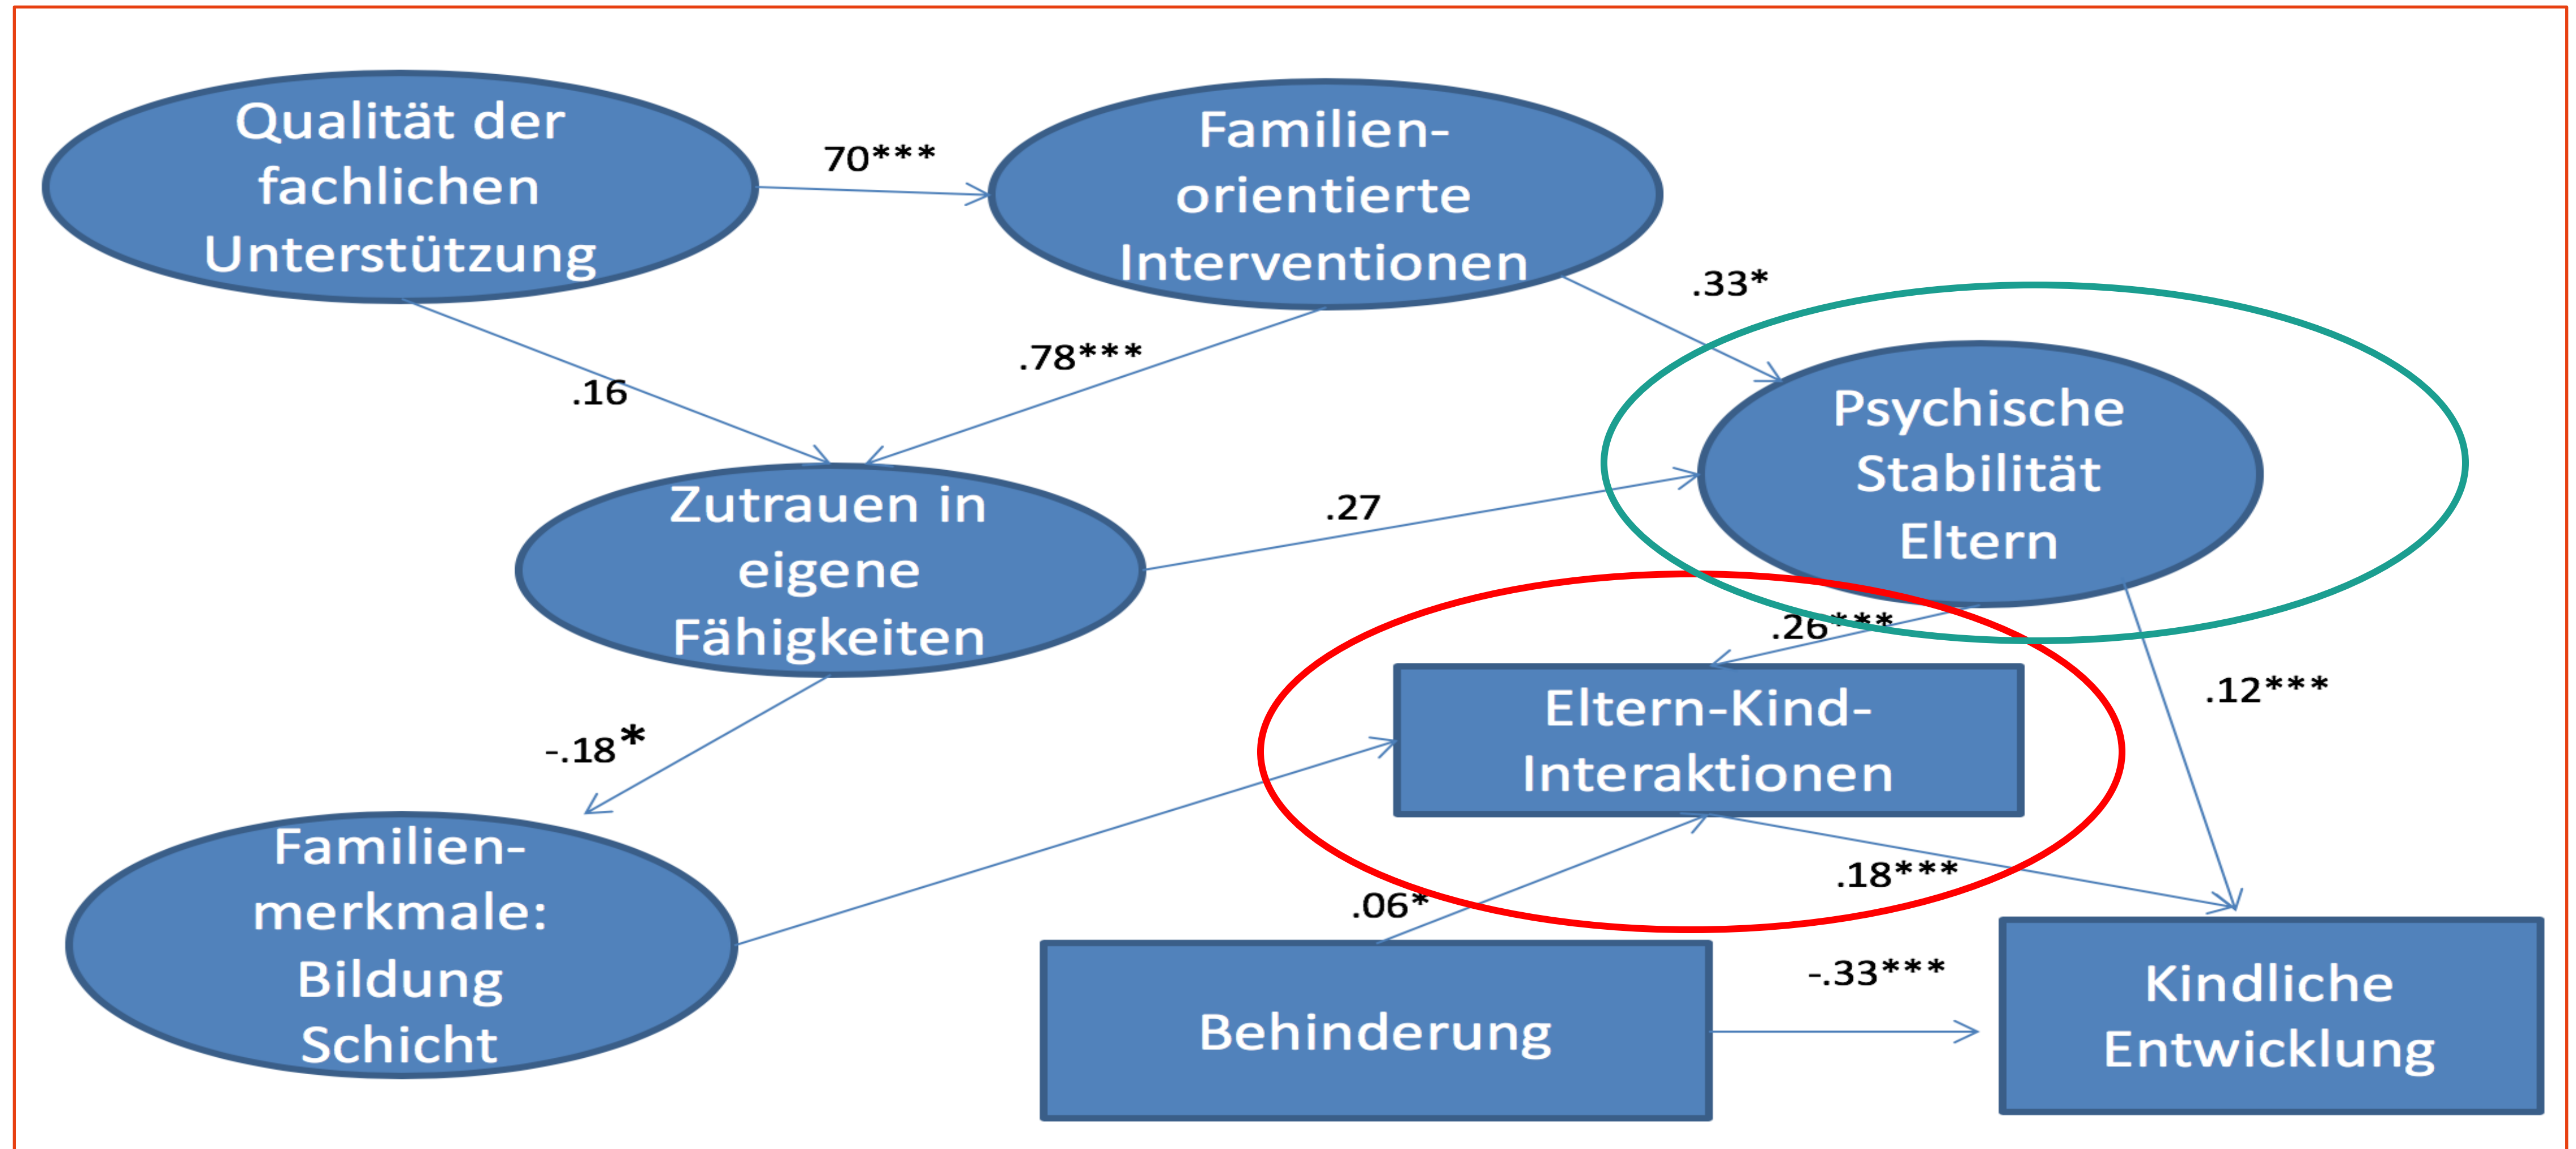 Qualität der
fachlichen
Unterstützung
70***
Familien-
orientierte
Interventionen
.33*
.16
.78***
Psychische
Stabilität
Eltern
Zutrauen in
eigene
Fähigkeiten
.27
.26***
-.18*
Eltern-Kind-
Interaktionen
.12***
Familien-
merkmale:
Bildung
Schicht
.06*
.18***
Behinderung
-.33***
Kindliche
Entwicklung